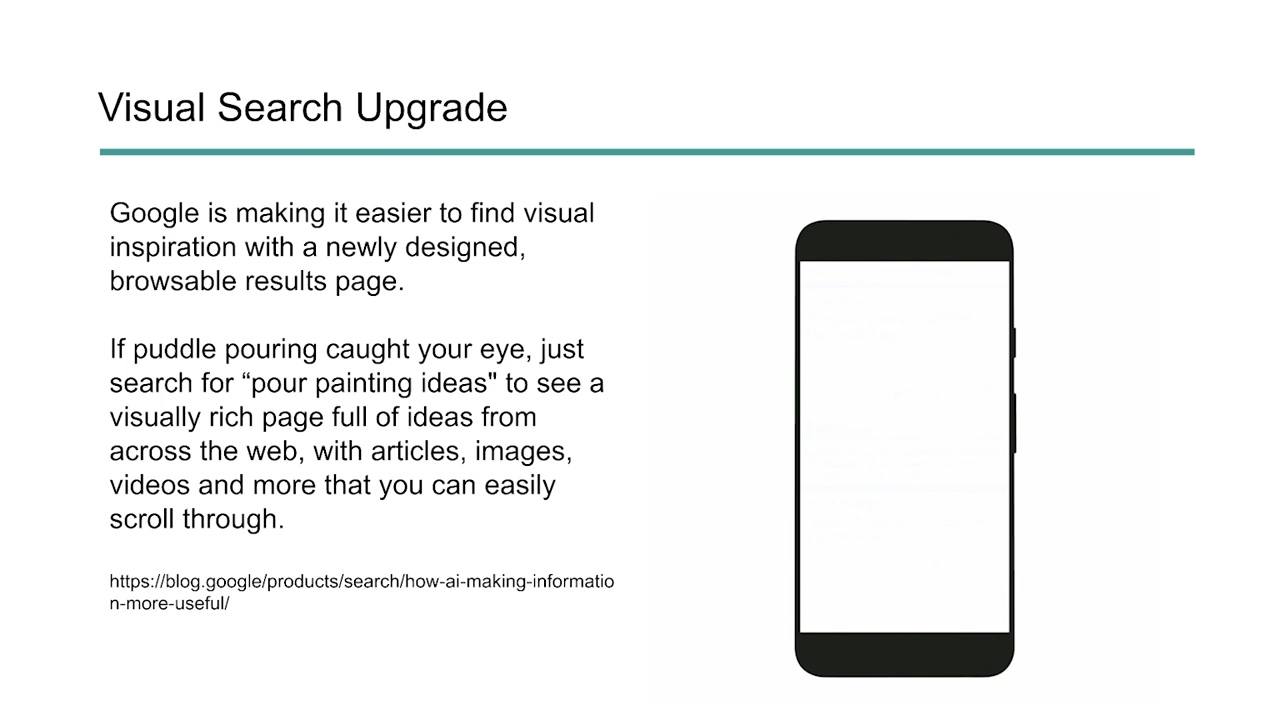 Visual Search Upgrade
Google is making it easier to find visual
inspiration with a newly designed,
browsable results page.
If puddle pouring caught your eye, just
search for “pour painting ideas" to see a
visually rich page full of ideas from
across the web, with articles, images,
videos and more that you can easily
scroll through.
https://blog.google/products/search/how-ai-making-informatio
n-more-useful/